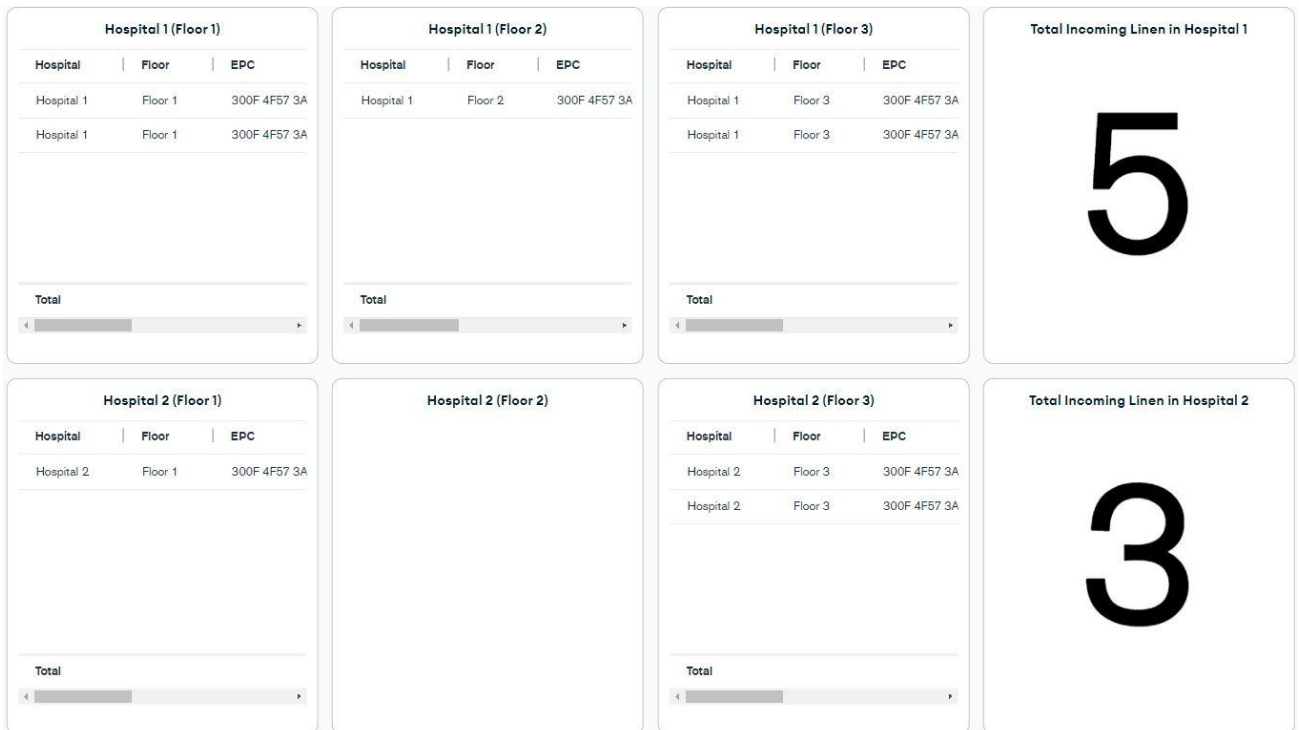 Hospital 1 (Floor 1)
Hospital | Floor | EPC
Hospital 1 Floor 1 300F 4F57 3A
Hospital 1 Floor 1 300F 4F57 3A
Total
Hospital 1 (Floor 2)
Hospital | Floor | EPC
Hospital 1 Floor 2 300F 4F57 3A
Total
Hospital 1 (Floor 3)
Hospital | Floor | EPC
Hospital 1 Floor 3 300F 4F57 3A
Hospital 1 Floor 3 300F 4F57 3A
Total
Total Incoming Linen in Hospital 1
5
Hospital 2 (Floor 1)
Hospital | Floor | EPC
Hospital 2 Floor 1 300F 4F57 3A
Total
Hospital 2 (Floor 2)
Hospital 2 (Floor 3)
Hospital | Floor | EPC
Hospital 2 Floor 3 300F 4F57 3A
Hospital 2 Floor 3 300F 4F57 3A
Total
Total Incoming Linen in Hospital 2
3